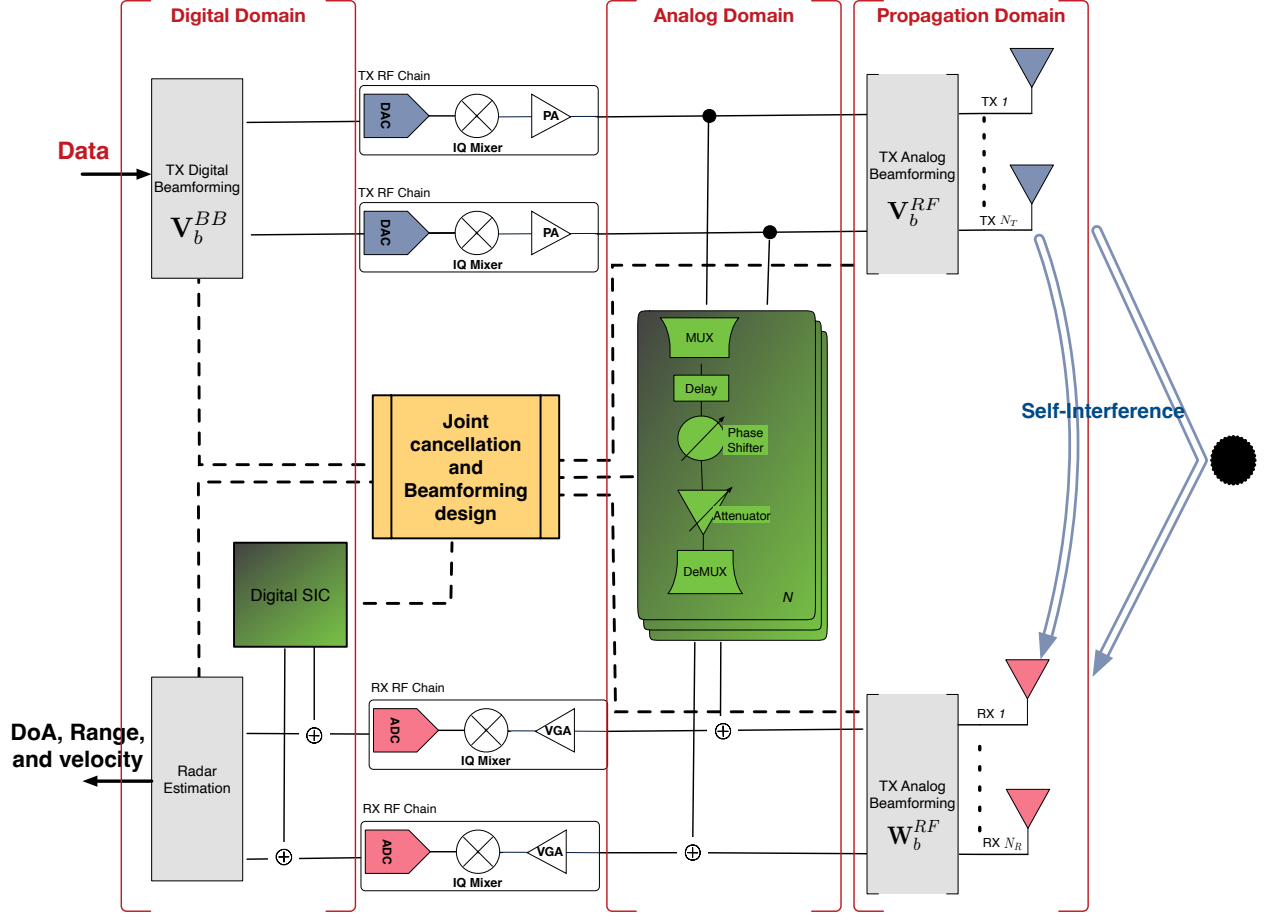 Digital Domain
Analog Domain
Propagation Domain
TX RF Chain
DAC
PA
IQ Mixer
TX 1
Data
TX Digital
Beamforming
V_b^{BB}
TX Analog
Beamforming
V_b^{RF}
TX RF Chain
DAC
PA
IQ Mixer
TX N_T
MUX
Delay
Phase
Shifter
Attenuator
DeMUX
N
Self-Interference
Joint
cancellation
and
Beamforming
design
Digital SIC
RX RF Chain
ADC
VGA
IQ Mixer
RX 1
DoA, Range,
and velocity
Radar
Estimation
TX Analog
Beamforming
W_b^{RF}
RX RF Chain
ADC
VGA
IQ Mixer
RX N_R